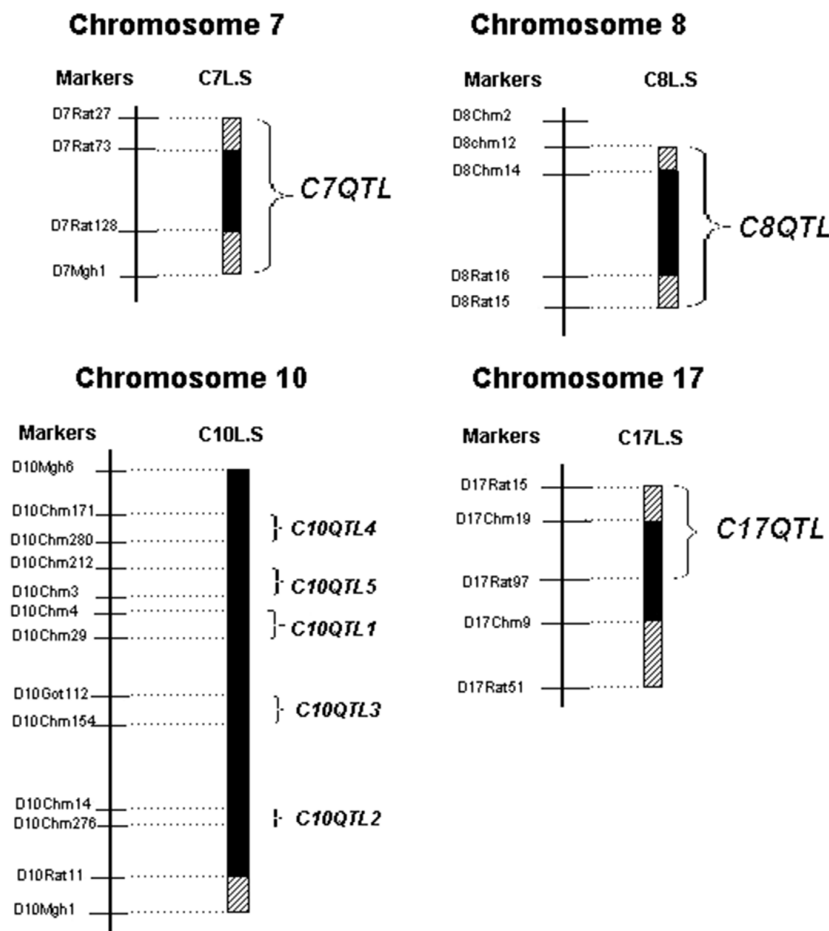 Chromosome 7
Markers C7L.S
D7Rat27
D7Rat73
C7QTL
D7Rat128
D7Mgh1
Chromosome 8
Markers C8L.S
D8Chm2
D8chm12
D8Chm14
C8QTL
D8Rat16
D8Rat15
Chromosome 10
Markers C10L.S
D10Mgh6
D10Chm171
C10QTL4
D10Chm280
D10Chm212
C10QTL5
D10Chm3
D10Chm4
C10QTL1
D10Chm29
D10Got112
C10QTL3
D10Chm154
D10Chm14
C10QTL2
D10Chm276
D10Rat11
D10Mgh1
Chromosome 17
Markers C17L.S
D17Rat15
D17Chm19
C17QTL
D17Rat97
D17Chm9
D17Rat51